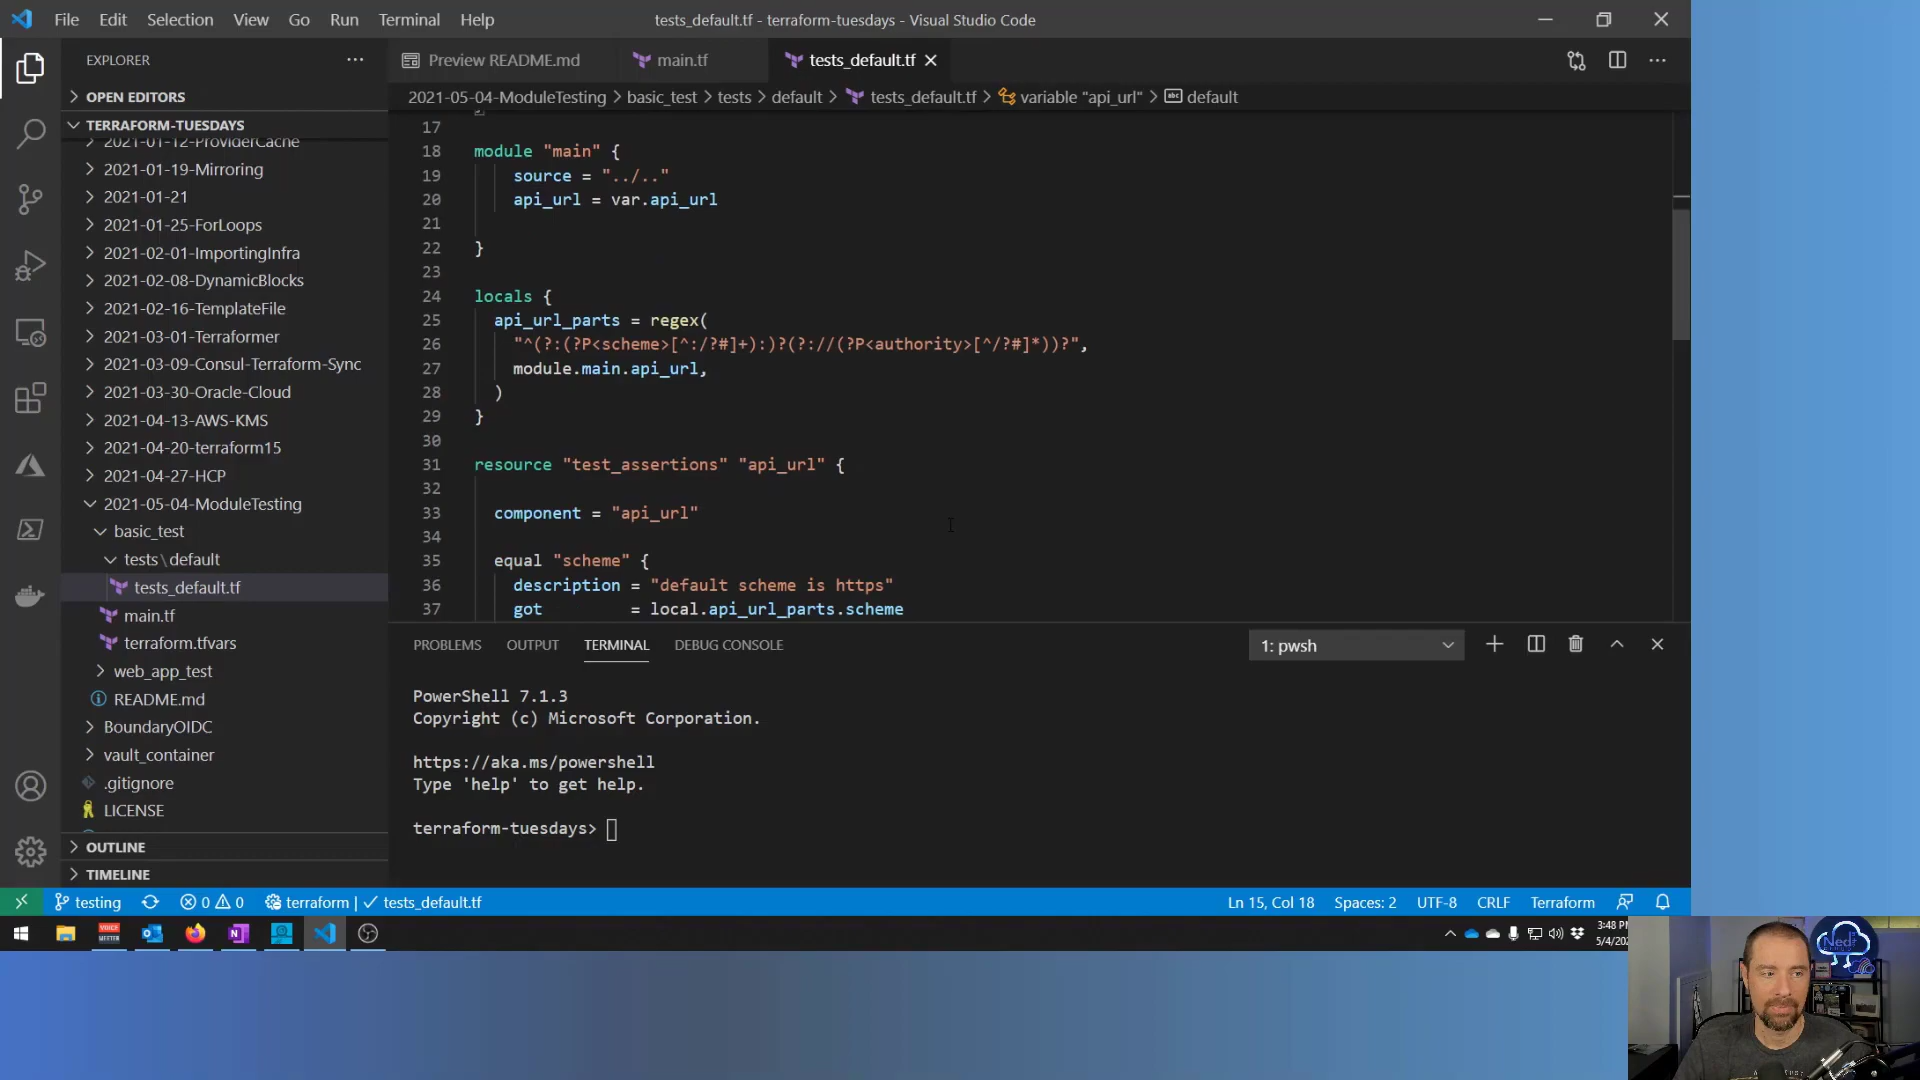 File Edit Selection View Go Run Terminal Help
tests_default.tf - terraform-tuesdays - Visual Studio Code
EXPLORER
OPEN EDITORS
TERRAFORM-TUESDAYS
2021-01-12-ProviderCache
2021-01-19-Mirroring
2021-01-21
2021-01-25-ForLoops
2021-02-01-ImportingInfra
2021-02-08-DynamicBlocks
2021-02-16-TemplateFile
2021-03-01-Terraformer
2021-03-09-Consul-Terraform-Sync
2021-03-30-Oracle-Cloud
2021-04-13-AWS-KMS
2021-04-20-terraform15
2021-04-27-HCP
2021-05-04-ModuleTesting
basic_test
tests\default
tests_default.tf
main.tf
terraform.tfvars
web_app_test
README.md
BoundaryOIDC
vault_container
.gitignore
LICENSE
OUTLINE
TIMELINE
Preview README.md
main.tf
tests_default.tf
2021-05-04-ModuleTesting > basic_test > tests > default > tests_default.tf > variable "api_url" > default
17
18 module "main" {
19 source = "../.."
20 api_url = var.api_url
21
22 }
23
24 locals {
25 api_url_parts = regex(
26 "^(?:(?P<scheme>[^:/?#]+):)?(?://(?P<authority>[^/?#]*))?",
27 module.main.api_url,
28 )
29 }
30
31 resource "test_assertions" "api_url" {
32
33 component = "api_url"
34
35 equal "scheme" {
36 description = "default scheme is https"
37 got = local.api_url_parts.scheme
PROBLEMS OUTPUT TERMINAL DEBUG CONSOLE
1: pwsh
PowerShell 7.1.3
Copyright (c) Microsoft Corporation.
https://aka.ms/powershell
Type 'help' to get help.
terraform-tuesdays>
testing
0 0
terraform | ✓ tests_default.tf
Ln 15, Col 18 Spaces: 2 UTF-8 CRLF Terraform
3:48 PM
Ned